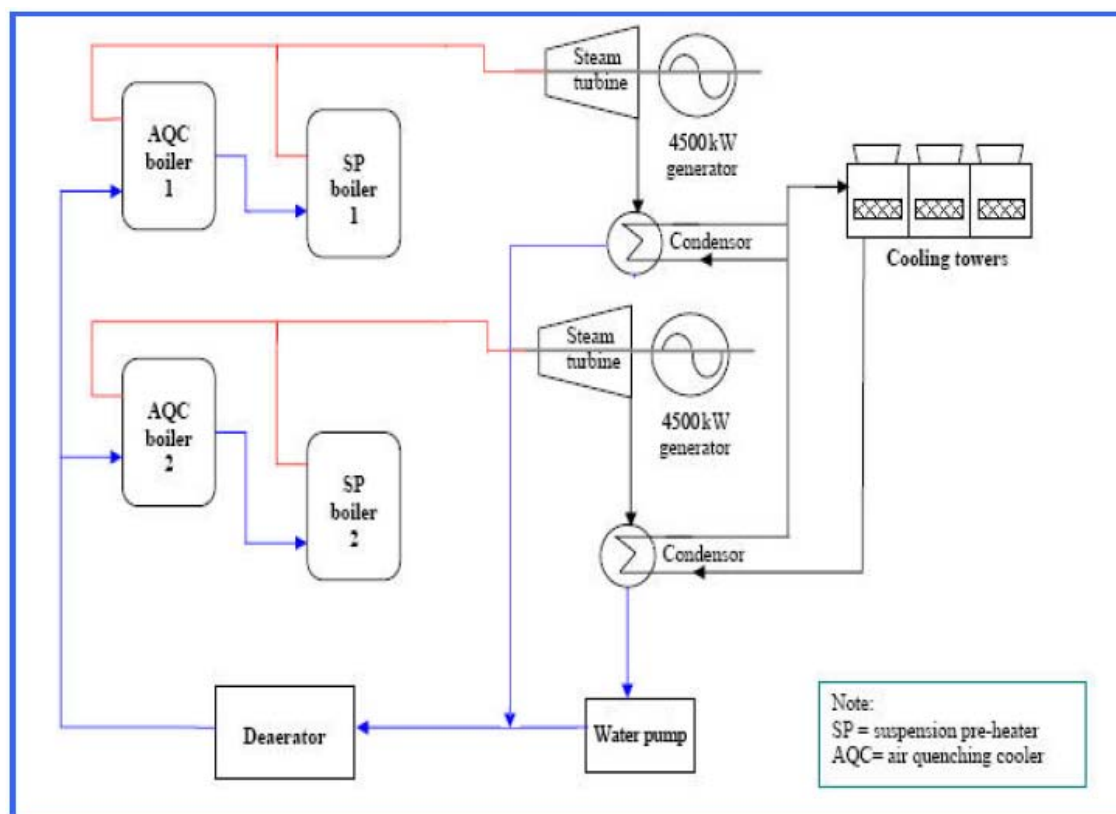 Steam
turbine
4500kW
generator
AQC
boiler
1
SP
boiler
1
Condensor
Cooling towers
Steam
turbine
4500kW
generator
AQC
boiler
2
SP
boiler
2
Condensor
Deaerator
Water pump
Note:
SP = suspension pre-heater
AQC= air quenching cooler